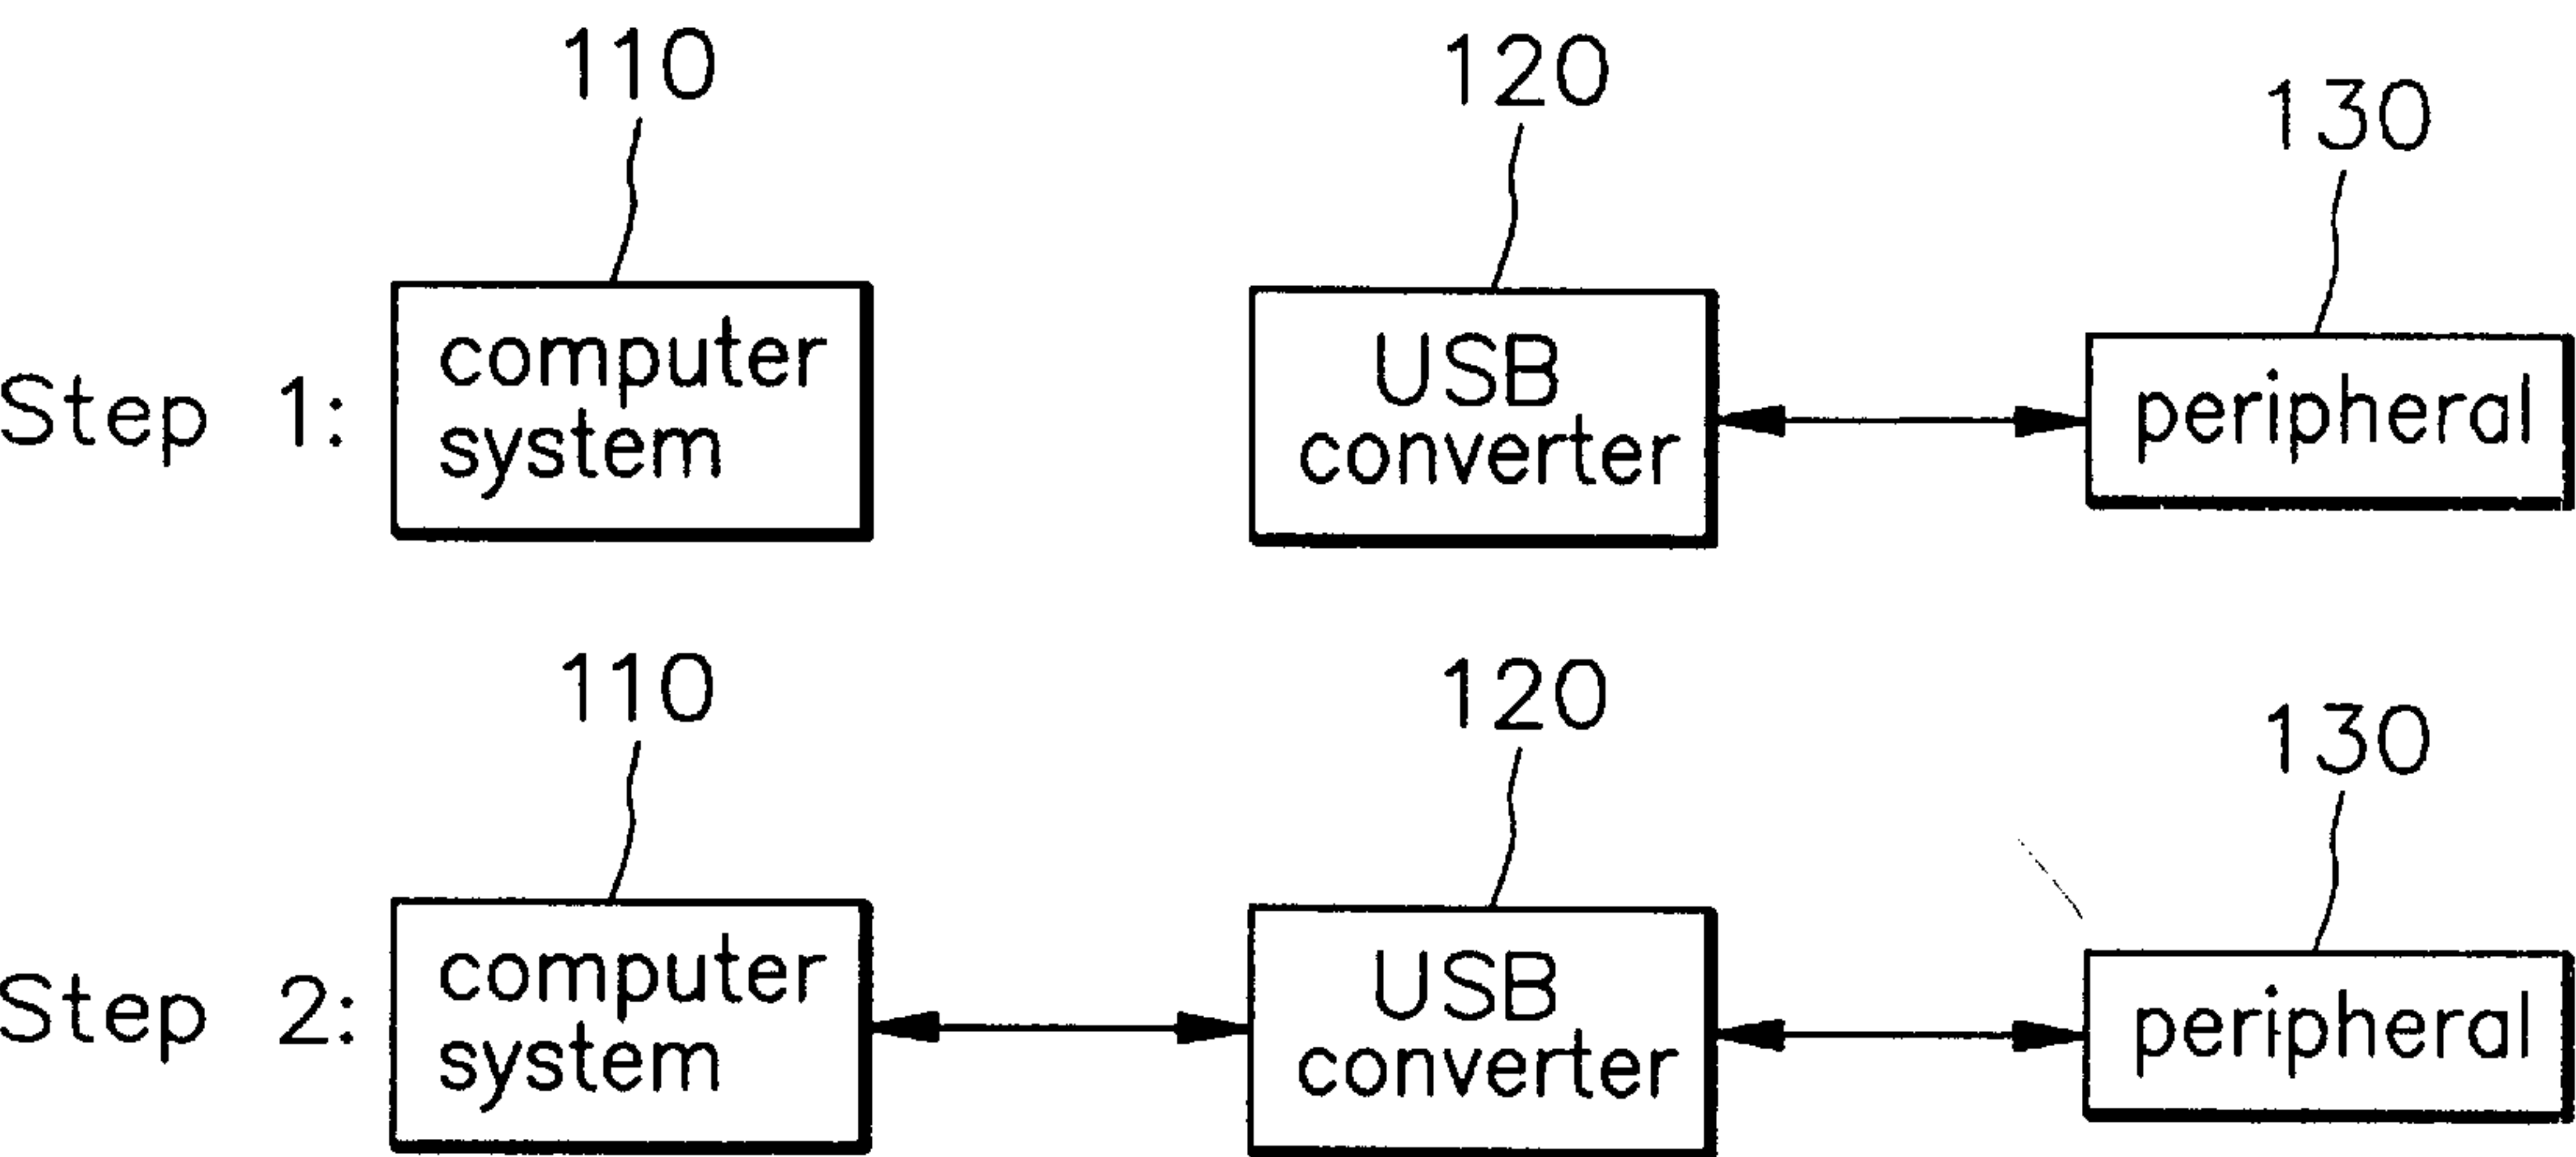 110
120
130
Step 1:
computer
system
USB
converter
peripheral
110
120
130
Step 2:
computer
system
USB
converter
peripheral